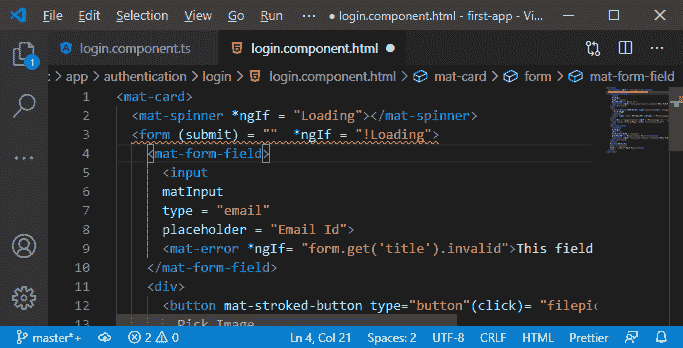 File Edit Selection View Go Run ··· login.component.html - first-app - Vi...
login.component.ts login.component.html
: > app > authentication > login > login.component.html > mat-card > form > mat-form-field
1 <mat-card>
2 <mat-spinner *ngIf = "Loading"></mat-spinner>
3 <form (submit) = "" *ngIf = "!Loading">
4 <mat-form-field>
5 <input
6 matInput
7 type = "email"
8 placeholder = "Email Id">
9 <mat-error *ngIf= "form.get('title').invalid">This field
10 </mat-form-field>
11 <div>
12 <button mat-stroked-button type="button"(click)= "filepic
13 Pick Image
1
master*+ 2 0 Ln 4, Col 21 Spaces: 2 UTF-8 CRLF HTML Prettier